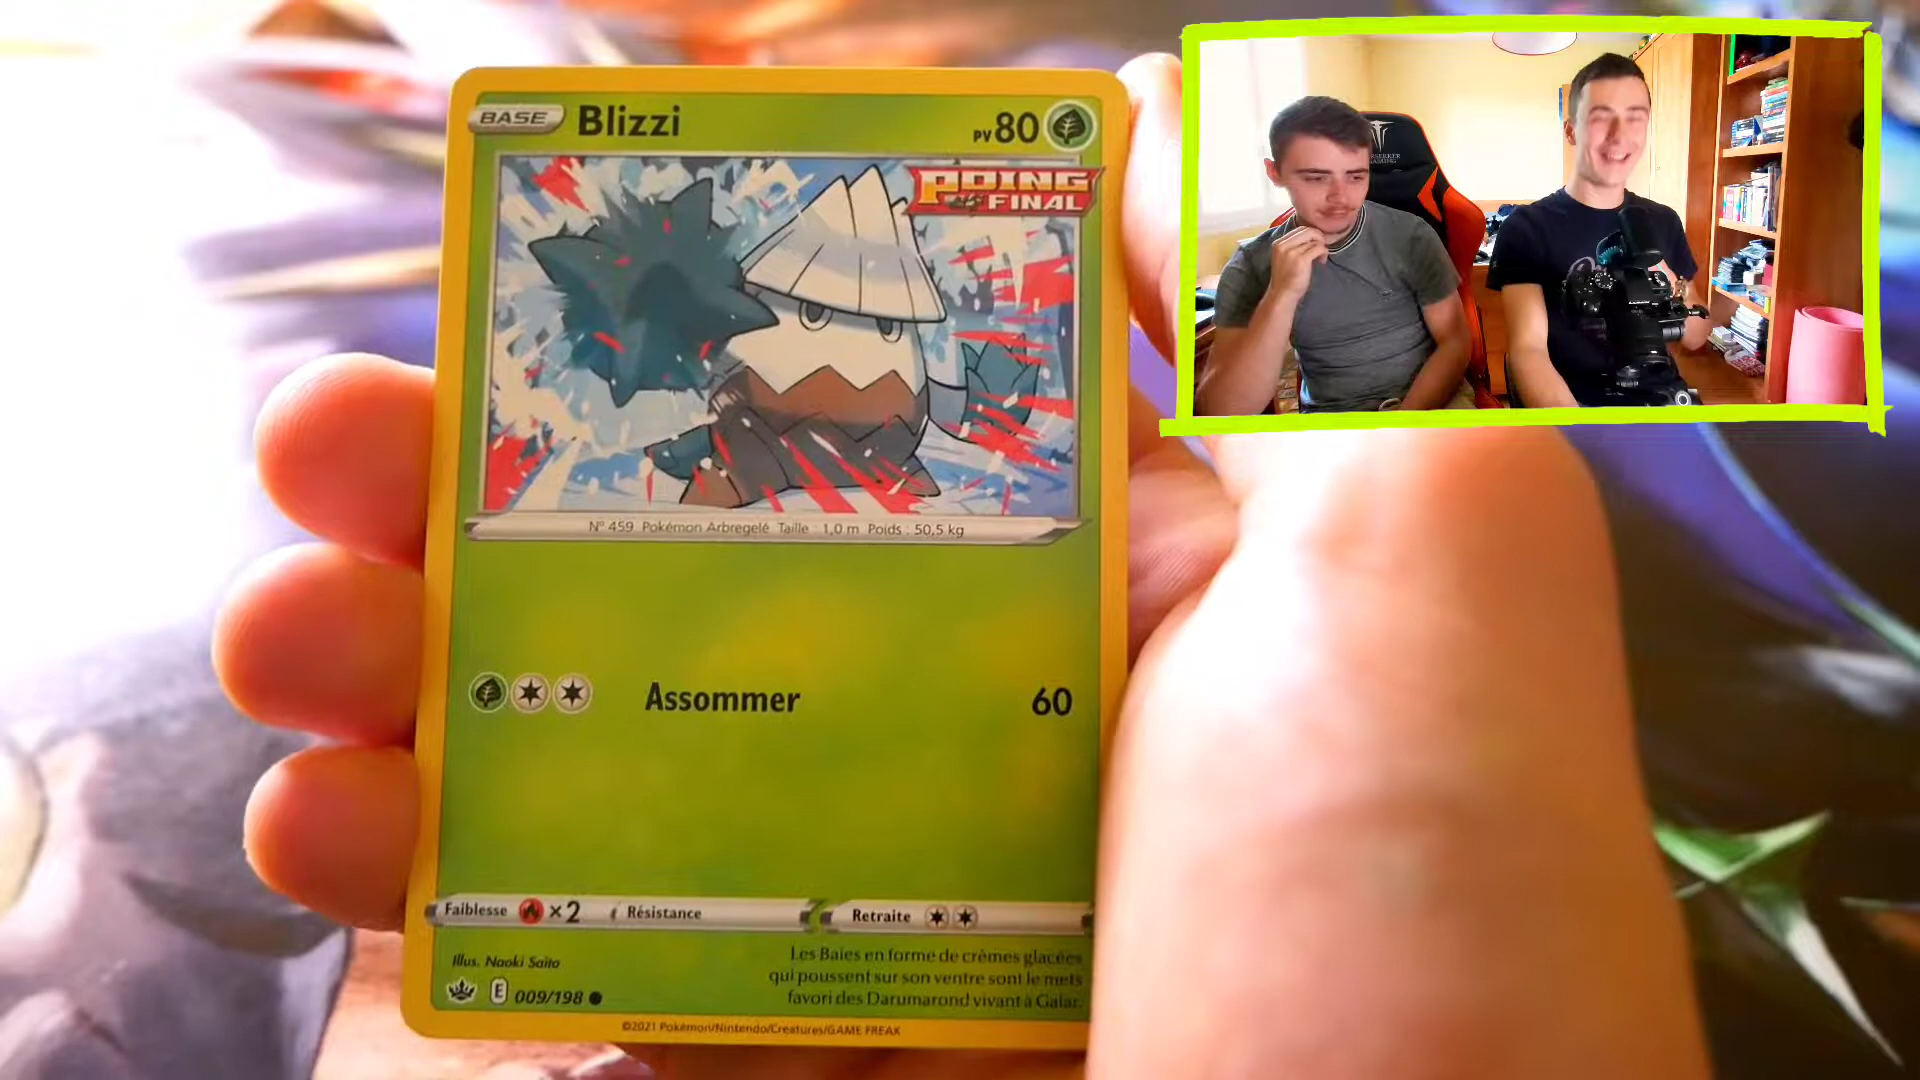 BASE Blizzi PV 80
POING FINAL
N° 459 Pokémon Arbregelé Taille : 1,0 m Poids : 50,5 kg
Assommer 60
Faiblesse ×2 Résistance Retraite
Illus. Naoki Saito
Les Baies en forme de crèmes glacées
qui poussent sur son ventre sont le mets
favori des Darumarond vivant à Galar.
E 009/198
©2021 Pokémon/Nintendo/Creatures/GAME FREAK